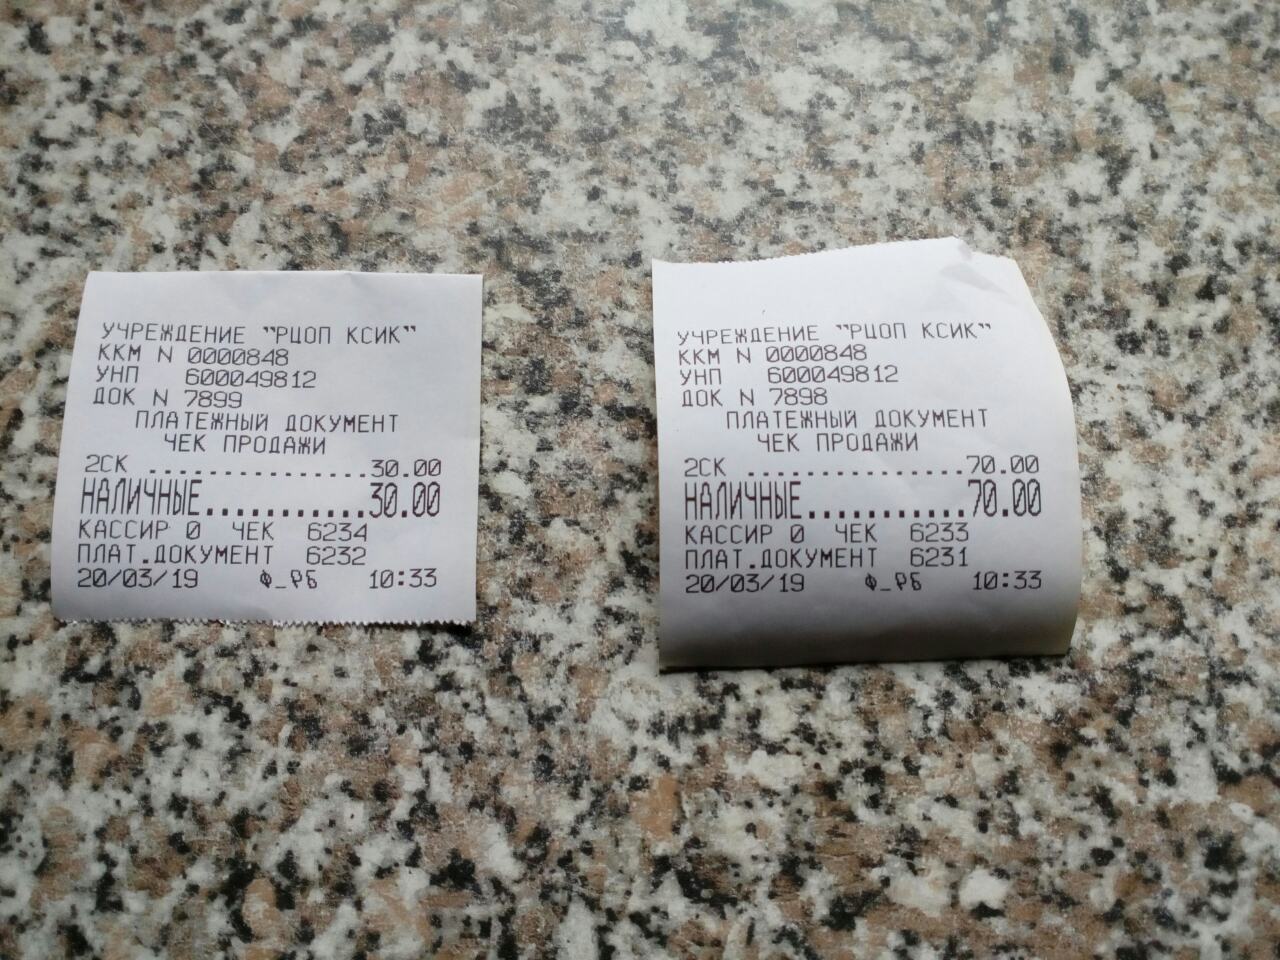 УЧРЕЖДЕНИЕ "РЦОП КСИК"
ККМ N 0000848
УНП 600049812
ДОК N 7899
ПЛАТЕЖНЫЙ ДОКУМЕНТ
ЧЕК ПРОДАЖИ
2СК ..............30.00
НАЛИЧНЫЕ...........30.00
КАССИР 0 ЧЕК 6234
ПЛАТ.ДОКУМЕНТ 6232
20/03/19 Ф_РБ 10:33
УЧРЕЖДЕНИЕ "РЦОП КСИК"
ККМ N 0000848
УНП 600049812
ДОК N 7898
ПЛАТЕЖНЫЙ ДОКУМЕНТ
ЧЕК ПРОДАЖИ
2СК ..............70.00
НАЛИЧНЫЕ...........70.00
КАССИР 0 ЧЕК 6233
ПЛАТ.ДОКУМЕНТ 6231
20/03/19 Ф_РБ 10:33